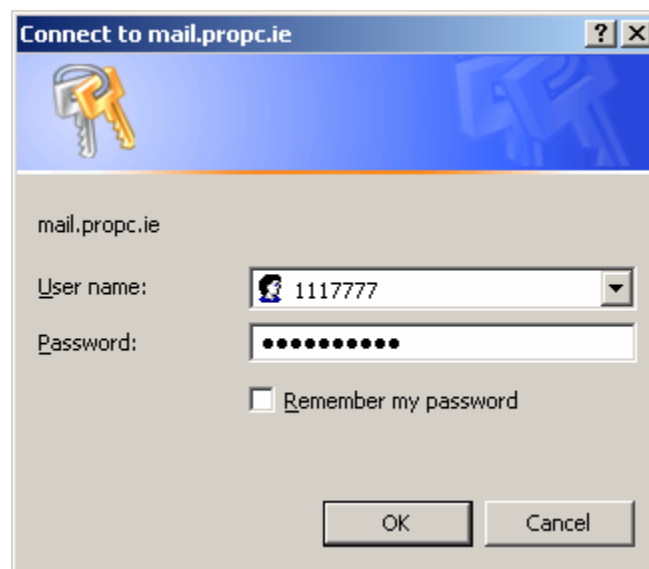 Connect to mail.propc.ie
mail.propc.ie
User name: 1117777
Password: ●●●●●●●●●●
Remember my password
OK Cancel